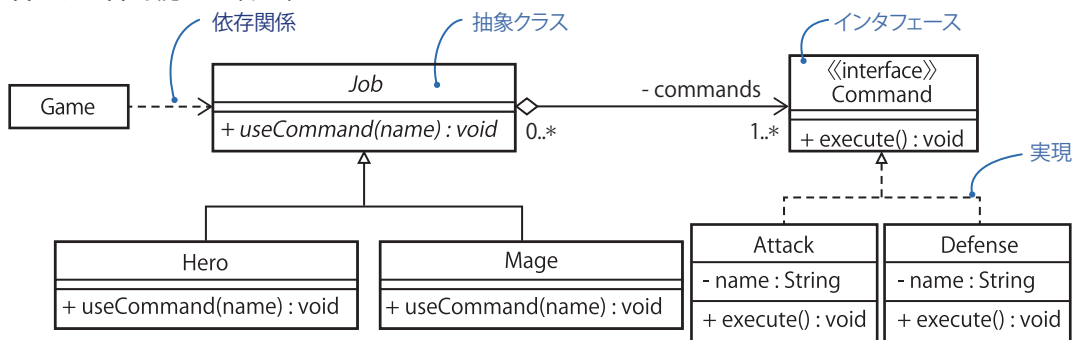 依存関係
抽象クラス
インタフェース
Game
Job
+ useCommand(name) : void
- commands
0..*
1..*
《interface》
Command
+ execute() : void
実現
Hero
+ useCommand(name) : void
Mage
+ useCommand(name) : void
Attack
- name : String
+ execute() : void
Defense
- name : String
+ execute() : void